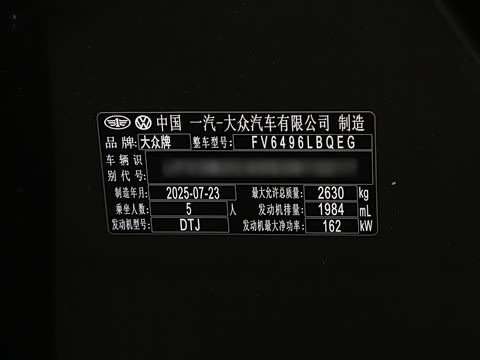 中国 一汽-大众汽车有限公司 制造
品牌: 大众牌 整车型号: FV6496LBQEG
车辆识
别代号:
制造年月: 2025-07-23 最大允许总质量: 2630 kg
乘坐人数: 5 人 发动机排量: 1984 mL
发动机型号: DTJ 发动机最大净功率: 162 kW